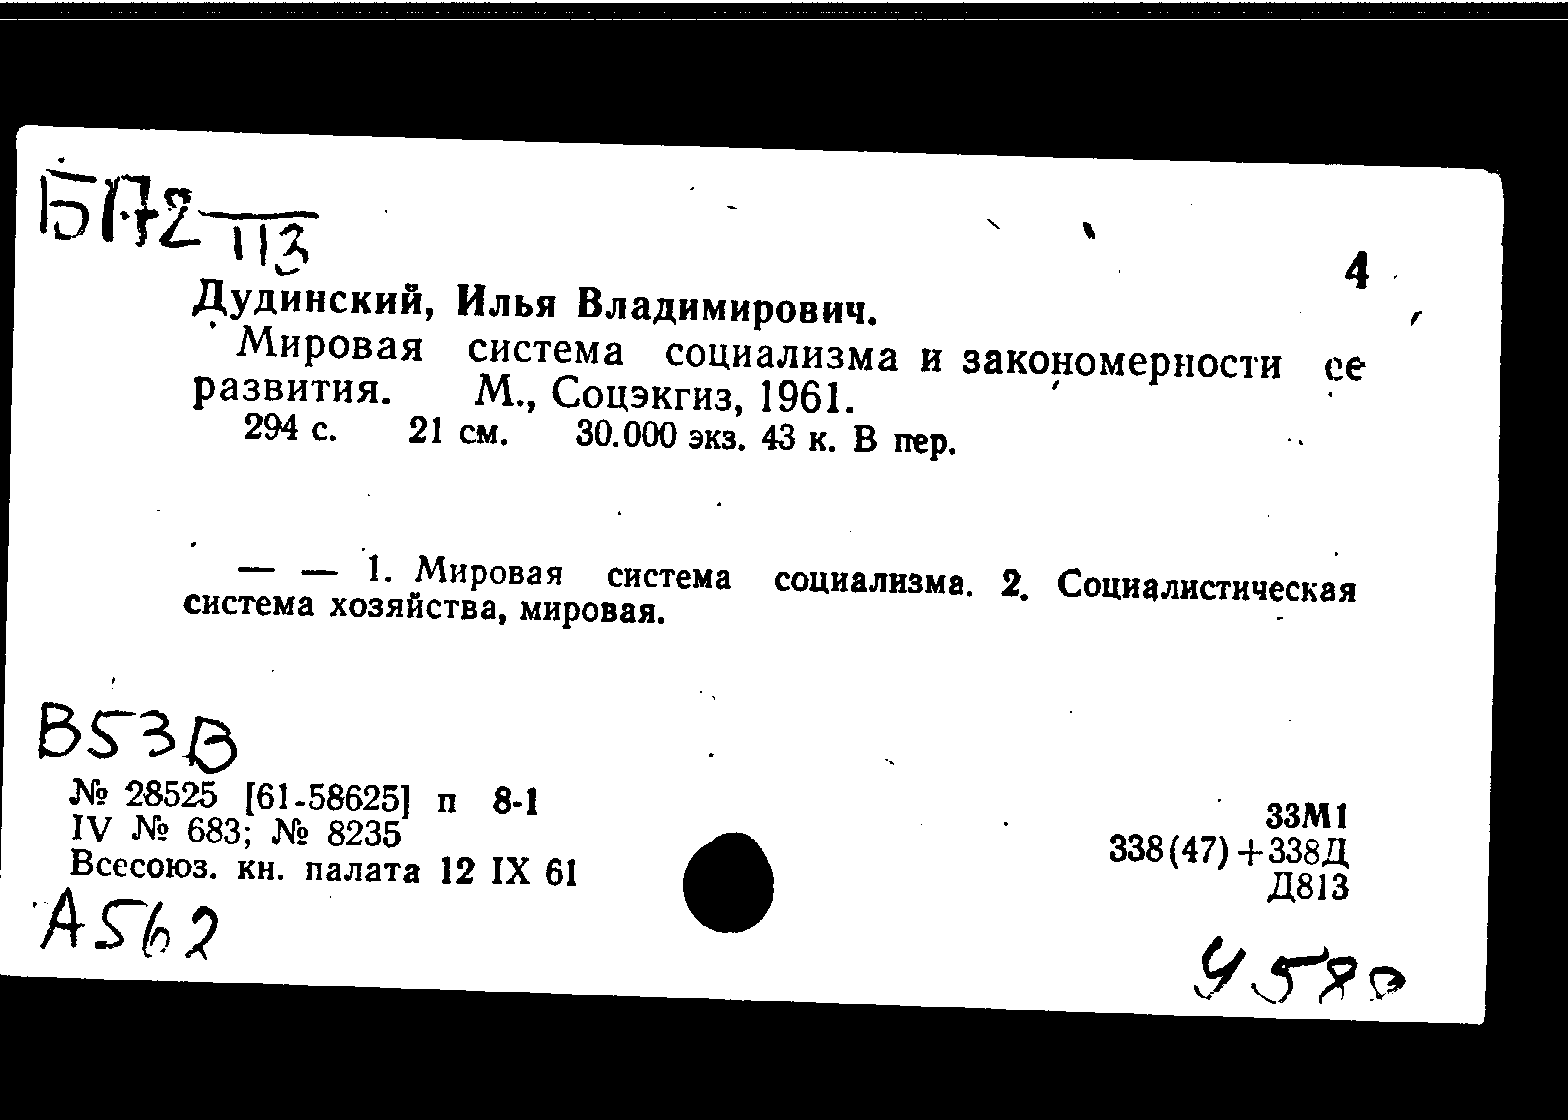 Б172
113
4
Дудинский, Илья Владимирович.
Мировая система социализма и закономерности ее
развития. М., Соцэкгиз, 1961.
294 с. 21 см. 30.000 экз. 43 к. В пер.
— — 1. Мировая система социализма. 2. Социалистическая
система хозяйства, мировая.
В53В
№ 28525 [61-58625] п 8-1
IV № 683; № 8235
Всесоюз. кн. палата 12 IX 61
33М1
338(47)+338Д
Д813
А562
У580